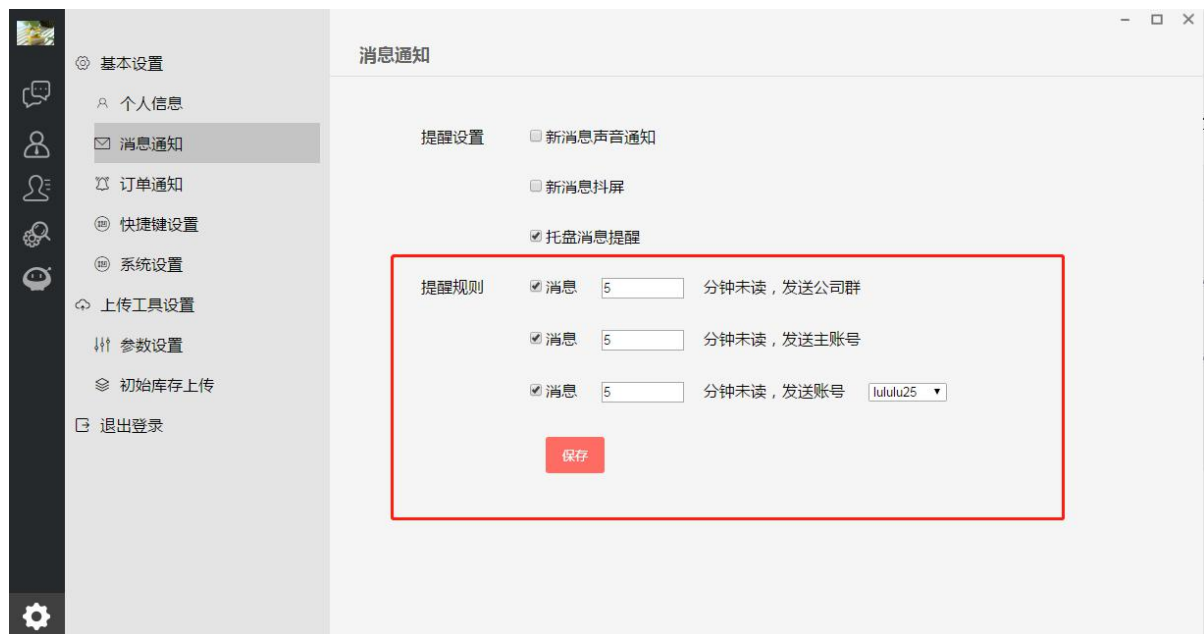 消息通知
基本设置
个人信息
消息通知
订单通知
快捷键设置
系统设置
上传工具设置
参数设置
初始库存上传
退出登录
提醒设置 新消息声音通知
新消息抖屏
托盘消息提醒
提醒规则 消息 5 分钟未读，发送公司群
消息 5 分钟未读，发送主账号
消息 5 分钟未读，发送账号 lululu25
保存